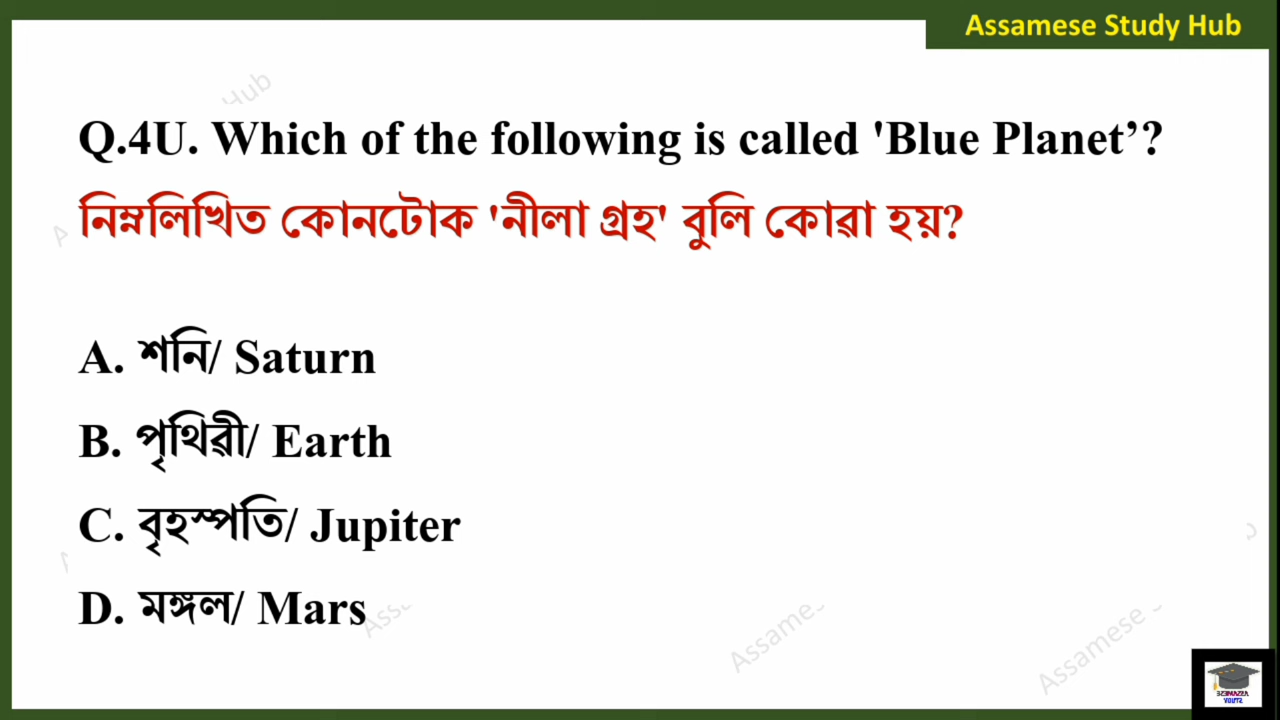 Assamese Study Hub
Q.4U. Which of the following is called 'Blue Planet’?
নিম্নলিখিত কোনটোক 'নীলা গ্ৰহ' বুলি কোৱা হয়?
A. শনি/ Saturn
B. পৃথিৱী/ Earth
C. বৃহস্পতি/ Jupiter
D. মঙ্গল/ Mars